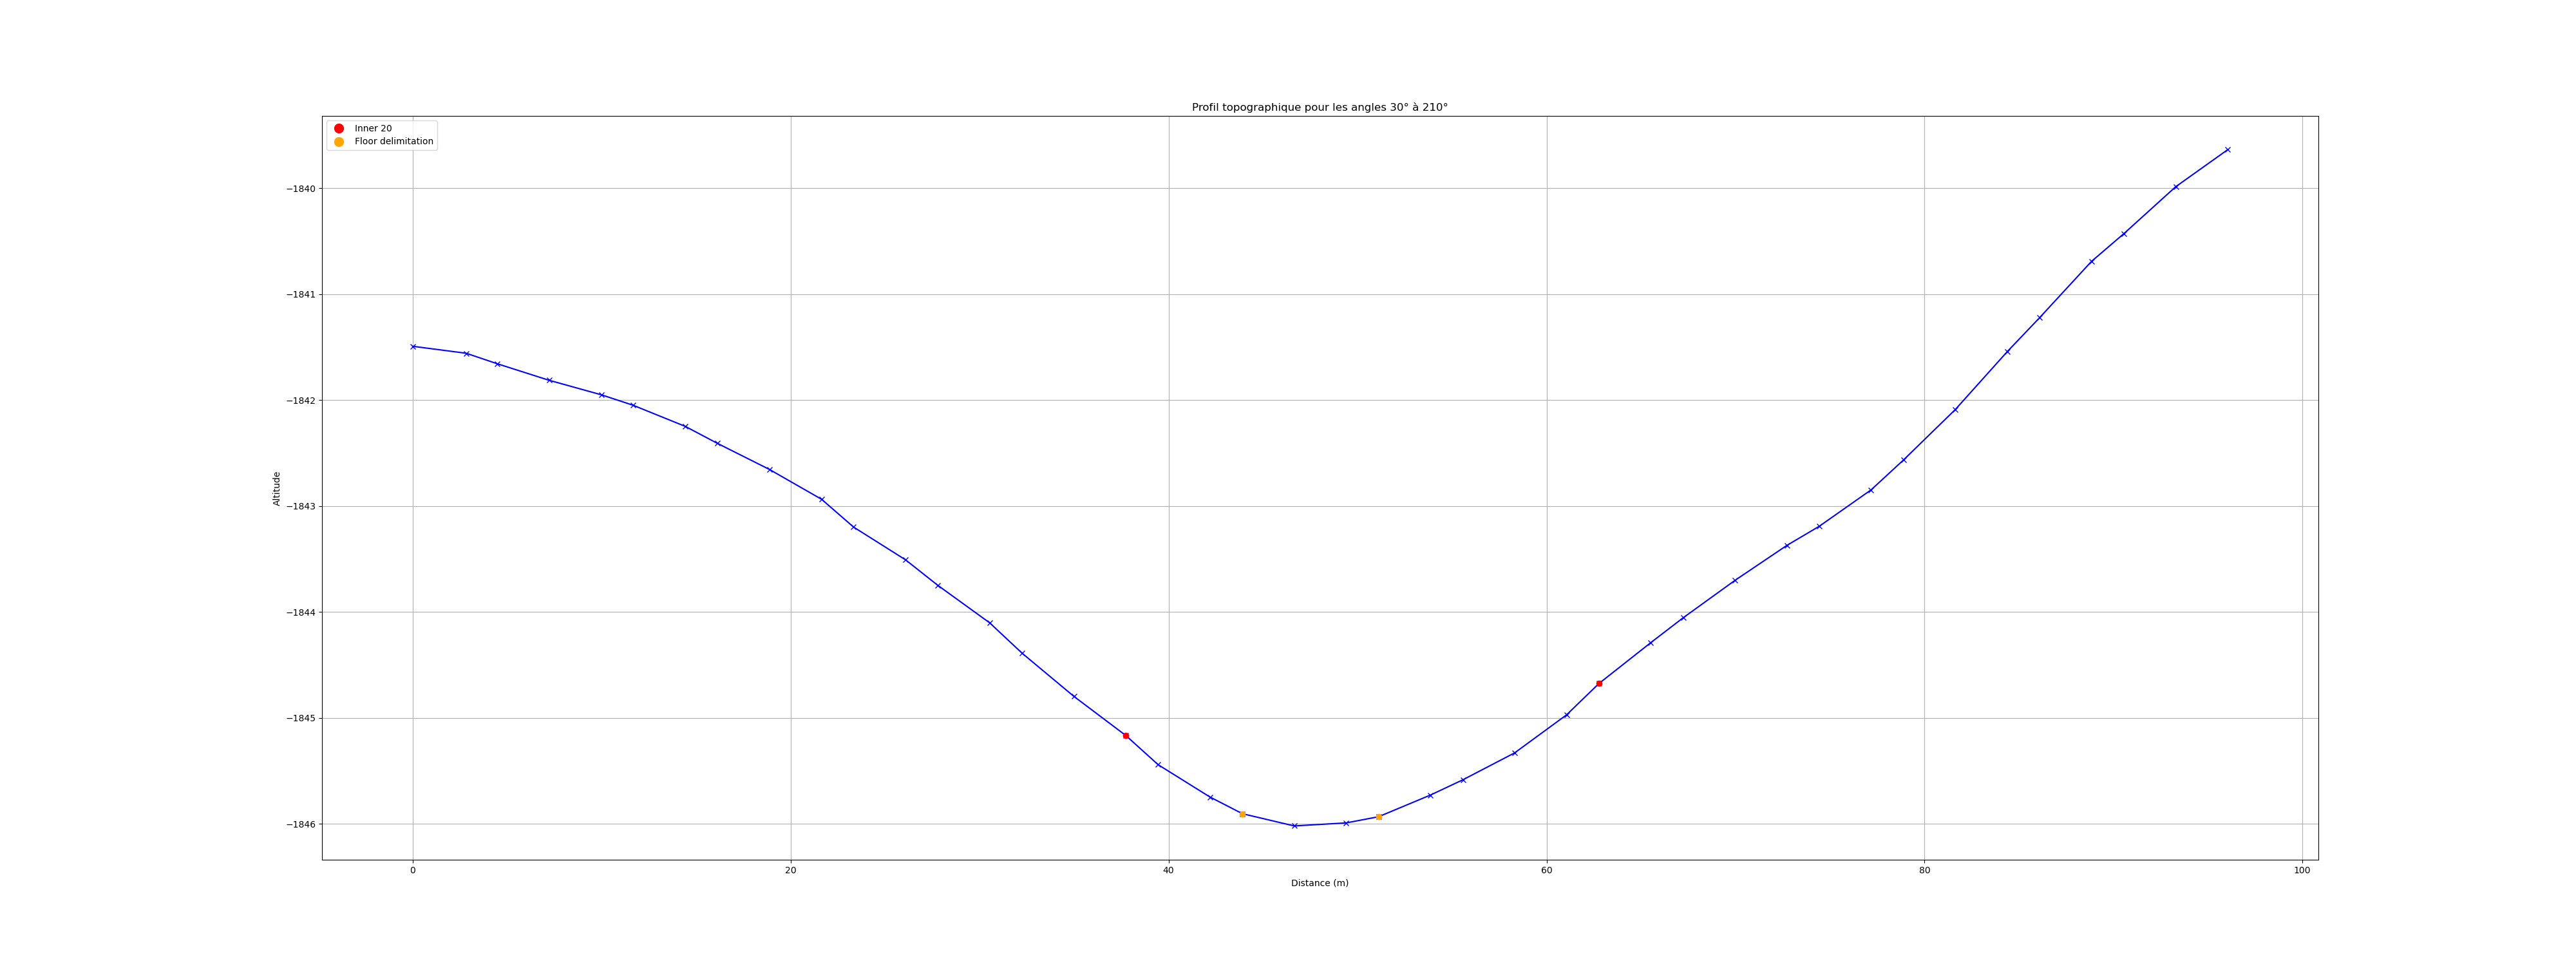 Profil topographique pour les angles 30° à 210°
Inner 20
Floor delimitation
−1840
−1841
−1842
−1843
−1844
−1845
−1846
Altitude
0
20
40
60
80
100
Distance (m)